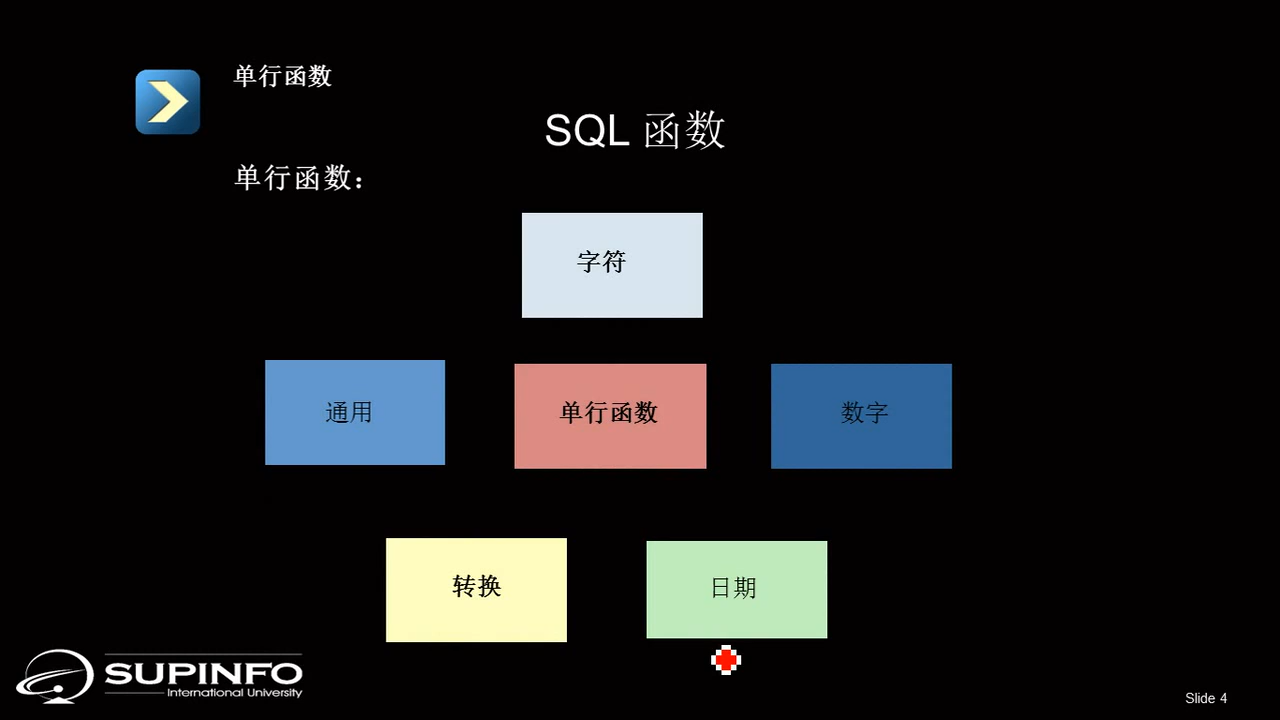 单行函数
SQL 函数
单行函数：
字符
通用
单行函数
数字
转换
日期
SUPINFO
International University
Slide 4